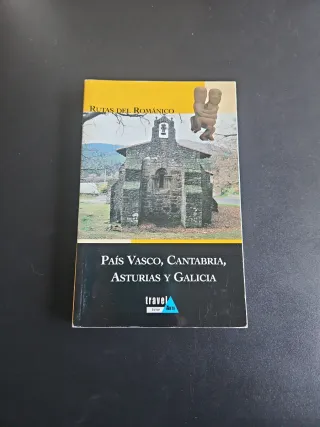 RUTAS DEL ROMÁNICO
PAÍS VASCO, CANTABRIA,
ASTURIAS Y GALICIA
travel